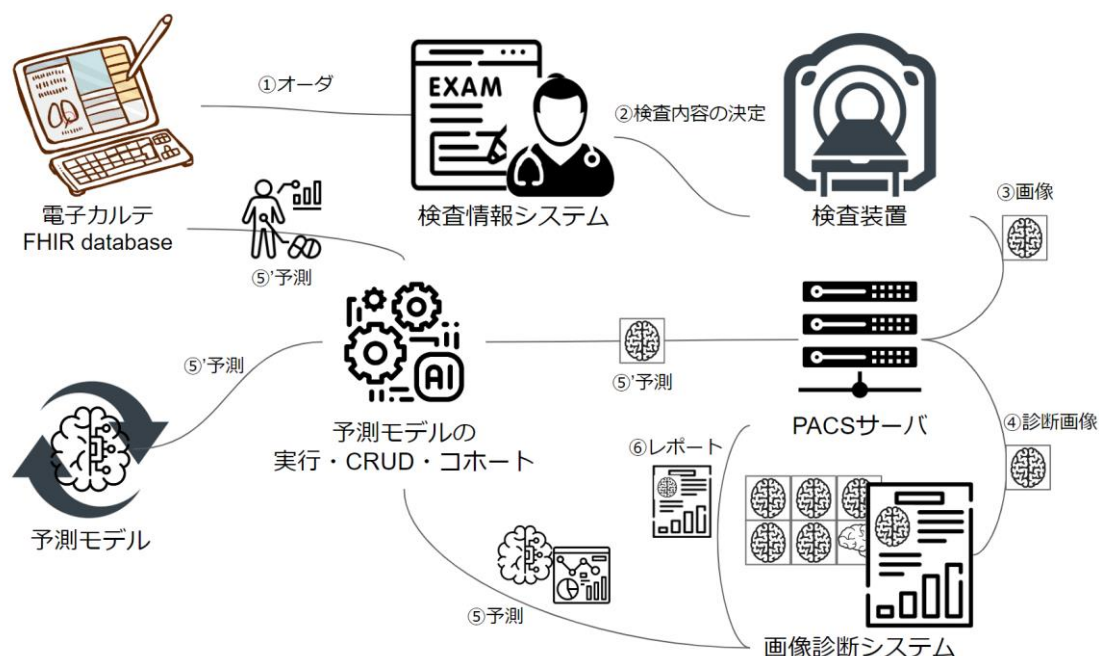 ①オーダ
EXAM
②検査内容の決定
電子カルテ
FHIR database
検査情報システム
検査装置
③画像
⑤’予測
⑤’予測
AI
⑤’予測
予測モデルの
実行・CRUD・コホート
PACSサーバ
④診断画像
⑥レポート
予測モデル
⑤予測
画像診断システム